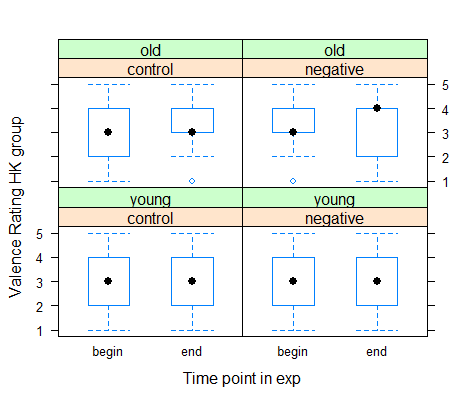 old old
control negative
5
4
3
2
1
young young
control negative
5
4
3
2
1
begin end begin end
Time point in exp
Valence Rating HK group